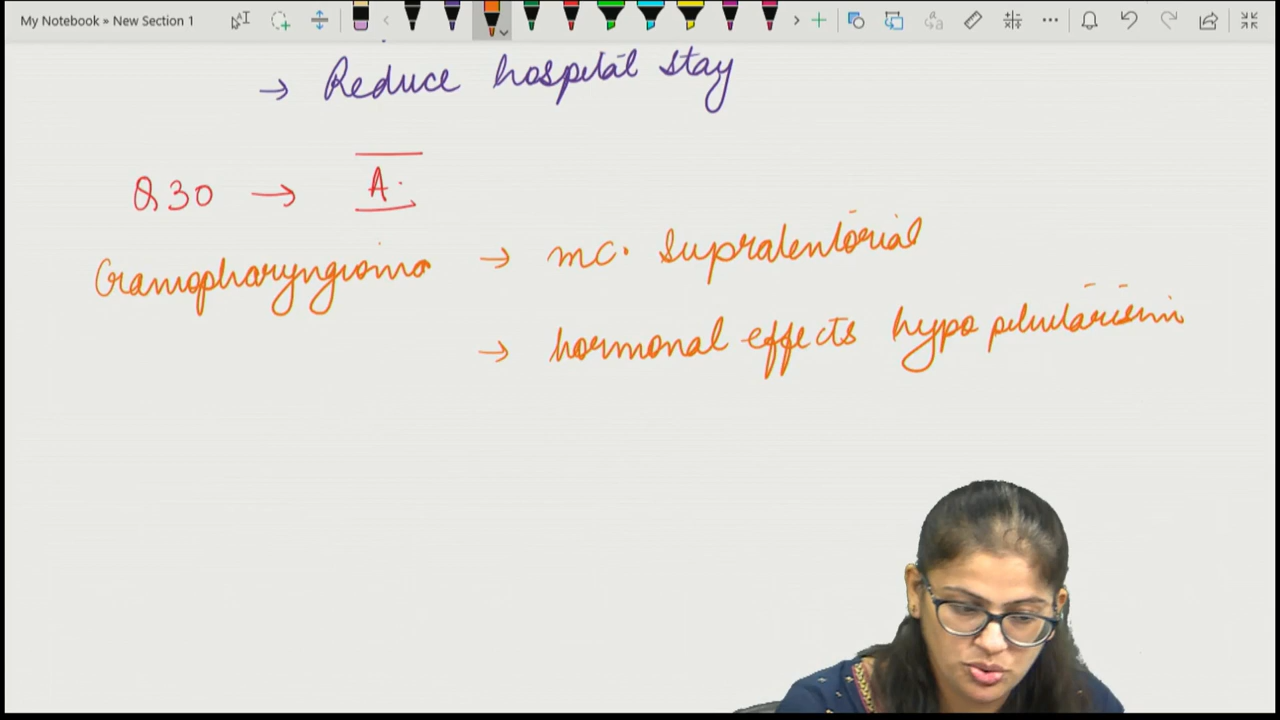 My Notebook » New Section 1
→ Reduce hospital stay
Q30 → A.
Craniopharyngioma → mc. Supratentorial
→ hormonal effects hypopituitarism